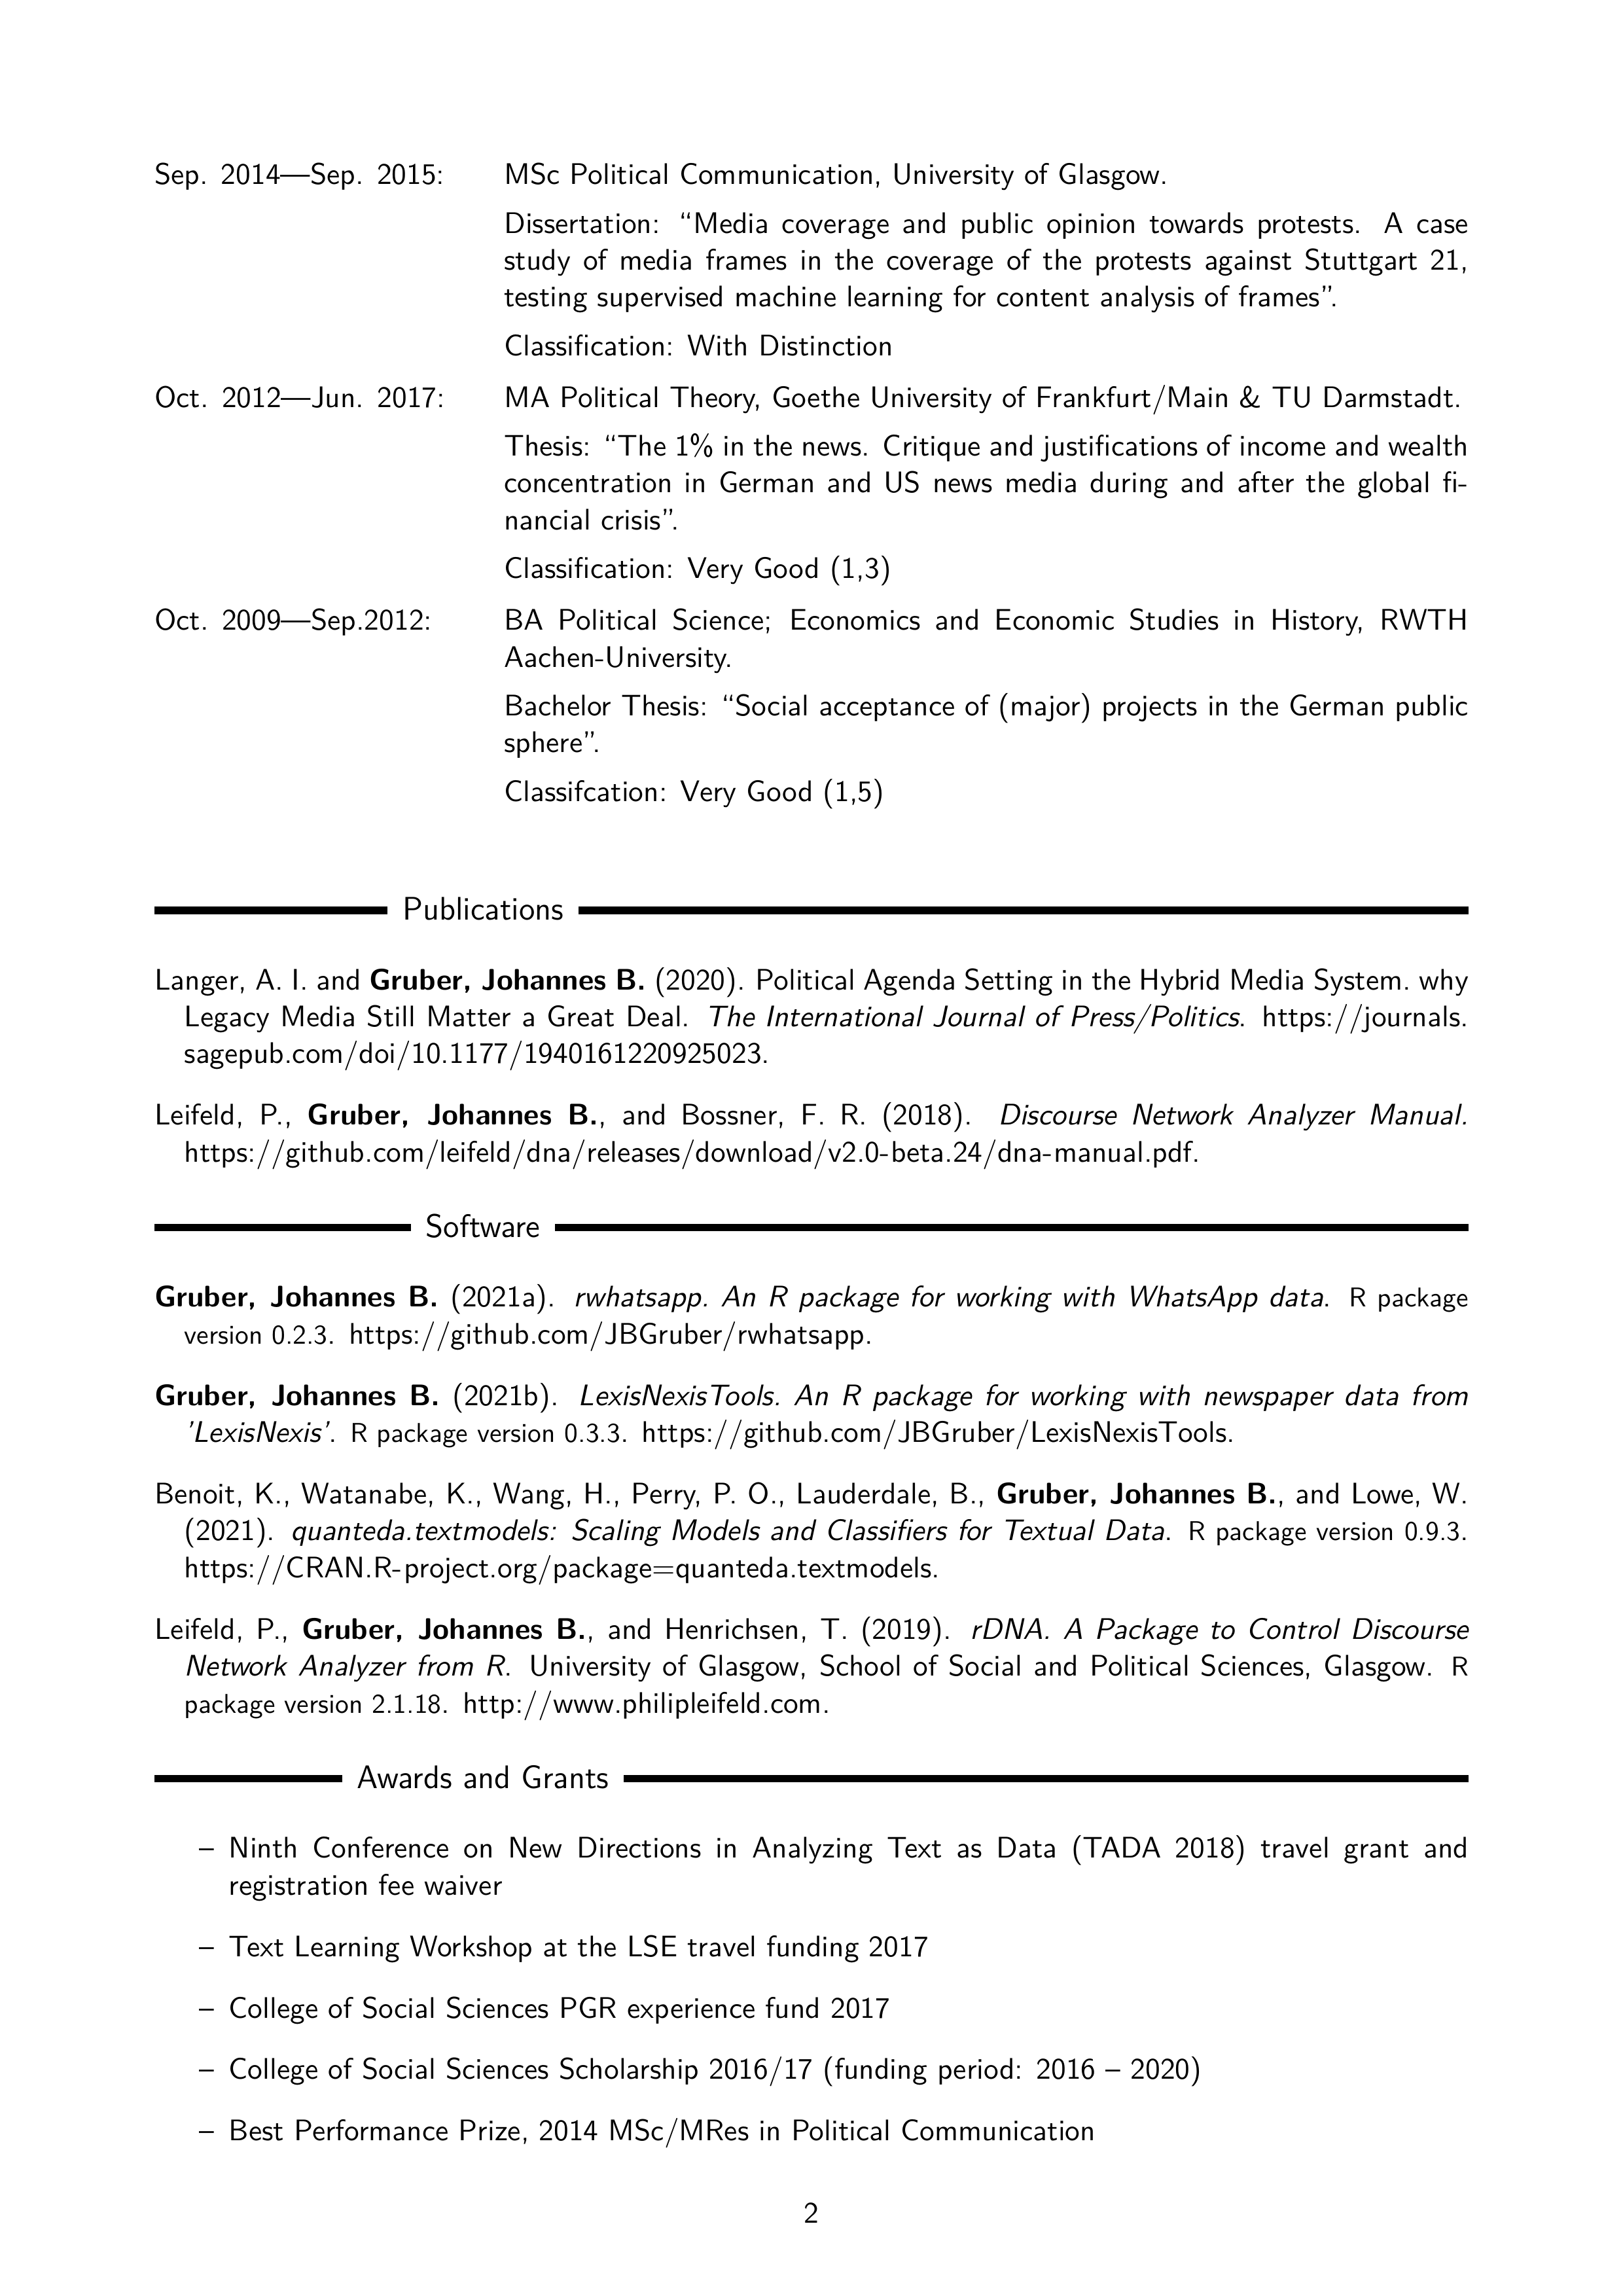 Sep. 2014—Sep. 2015: MSc Political Communication, University of Glasgow.
Dissertation: “Media coverage and public opinion towards protests. A case
study of media frames in the coverage of the protests against Stuttgart 21,
testing supervised machine learning for content analysis of frames”.
Classification: With Distinction
Oct. 2012—Jun. 2017: MA Political Theory, Goethe University of Frankfurt/Main & TU Darmstadt.
Thesis: “The 1% in the news. Critique and justifications of income and wealth
concentration in German and US news media during and after the global fi-
nancial crisis”.
Classification: Very Good (1,3)
Oct. 2009—Sep.2012: BA Political Science; Economics and Economic Studies in History, RWTH
Aachen-University.
Bachelor Thesis: “Social acceptance of (major) projects in the German public
sphere”.
Classifcation: Very Good (1,5)
Publications
Langer, A. I. and Gruber, Johannes B. (2020). Political Agenda Setting in the Hybrid Media System. why
Legacy Media Still Matter a Great Deal. The International Journal of Press/Politics. https://journals.
sagepub.com/doi/10.1177/1940161220925023.
Leifeld, P., Gruber, Johannes B., and Bossner, F. R. (2018). Discourse Network Analyzer Manual.
https://github.com/leifeld/dna/releases/download/v2.0-beta.24/dna-manual.pdf.
Software
Gruber, Johannes B. (2021a). rwhatsapp. An R package for working with WhatsApp data. R package
version 0.2.3. https://github.com/JBGruber/rwhatsapp.
Gruber, Johannes B. (2021b). LexisNexisTools. An R package for working with newspaper data from
'LexisNexis'. R package version 0.3.3. https://github.com/JBGruber/LexisNexisTools.
Benoit, K., Watanabe, K., Wang, H., Perry, P. O., Lauderdale, B., Gruber, Johannes B., and Lowe, W.
(2021). quanteda.textmodels: Scaling Models and Classifiers for Textual Data. R package version 0.9.3.
https://CRAN.R-project.org/package=quanteda.textmodels.
Leifeld, P., Gruber, Johannes B., and Henrichsen, T. (2019). rDNA. A Package to Control Discourse
Network Analyzer from R. University of Glasgow, School of Social and Political Sciences, Glasgow. R
package version 2.1.18. http://www.philipleifeld.com.
Awards and Grants
– Ninth Conference on New Directions in Analyzing Text as Data (TADA 2018) travel grant and
registration fee waiver
– Text Learning Workshop at the LSE travel funding 2017
– College of Social Sciences PGR experience fund 2017
– College of Social Sciences Scholarship 2016/17 (funding period: 2016 – 2020)
– Best Performance Prize, 2014 MSc/MRes in Political Communication
2